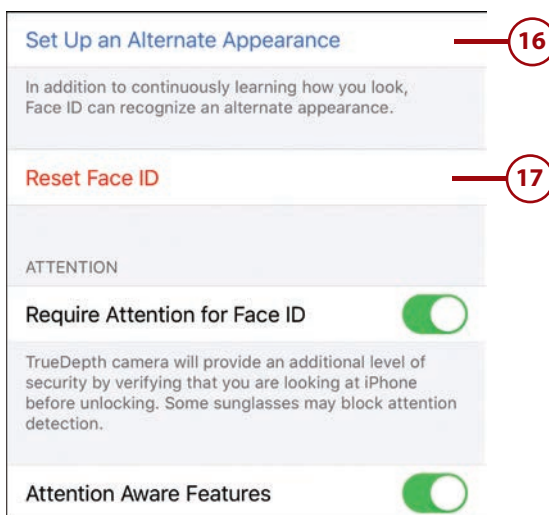 Set Up an Alternate Appearance
16
In addition to continuously learning how you look,
Face ID can recognize an alternate appearance.
Reset Face ID
17
ATTENTION
Require Attention for Face ID
TrueDepth camera will provide an additional level of
security by verifying that you are looking at iPhone
before unlocking. Some sunglasses may block attention
detection.
Attention Aware Features